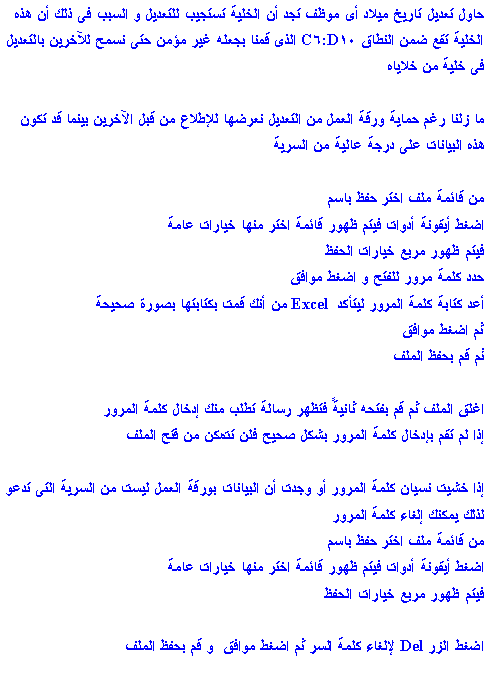 حاول تعديل تاريخ ميلاد أى موظف تجد أن الخلية تستجيب للتعديل و السبب فى ذلك أن هذه
الخلية تقع ضمن النطاق C٦:D١٠ الذى قمنا بجعله غير مؤمن حتى نسمح للآخرين بالتعديل
فى خلية من خلاياه
ما زلنا رغم حماية ورقة العمل من التعديل نعرضها للإطلاع من قبل الآخرين بينما قد تكون
هذه البيانات على درجة عالية من السرية
من قائمة ملف اختر حفظ باسم
اضغط أيقونة أدوات فيتم ظهور قائمة اختر منها خيارات عامة
فيتم ظهور مربع خيارات الحفظ
حدد كلمة مرور للفتح و اضغط موافق
أعد كتابة كلمة المرور ليتأكد Excel من أنك قمت بكتابتها بصورة صحيحة
ثم اضغط موافق
ثم قم بحفظ الملف
اغلق الملف ثم قم بفتحه ثانيةً فتظهر رسالة تطلب منك إدخال كلمة المرور
إذا لم تقم بإدخال كلمة المرور بشكل صحيح فلن تتمكن من فتح الملف
إذا خشيت نسيان كلمة المرور أو وجدت أن البيانات بورقة العمل ليست من السرية التى تدعو
لذلك يمكنك إلغاء كلمة المرور
من قائمة ملف اختر حفظ باسم
اضغط أيقونة أدوات فيتم ظهور قائمة اختر منها خيارات عامة
فيتم ظهور مربع خيارات الحفظ
اضغط الزر Del لإلغاء كلمة السر ثم اضغط موافق و قم بحفظ الملف